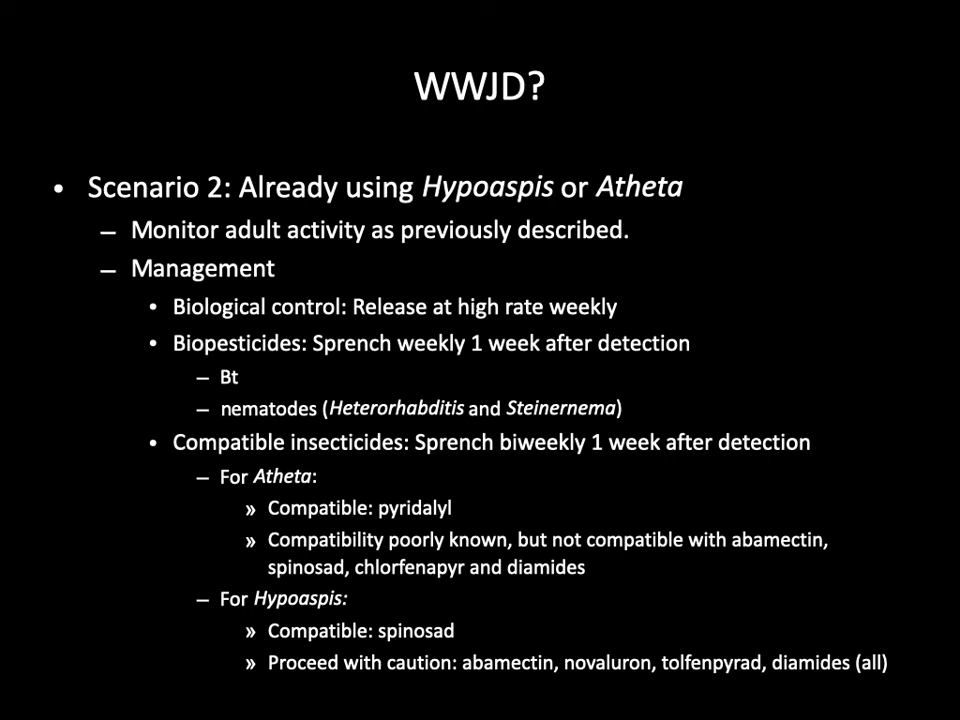 WWJD?
• Scenario 2: Already using Hypoaspis or Atheta
– Monitor adult activity as previously described.
– Management
• Biological control: Release at high rate weekly
• Biopesticides: Sprench weekly 1 week after detection
– Bt
– nematodes (Heterorhabditis and Steinernema)
• Compatible insecticides: Sprench biweekly 1 week after detection
– For Atheta:
» Compatible: pyridalyl
» Compatibility poorly known, but not compatible with abamectin,
spinosad, chlorfenapyr and diamides
– For Hypoaspis:
» Compatible: spinosad
» Proceed with caution: abamectin, novaluron, tolfenpyrad, diamides (all)